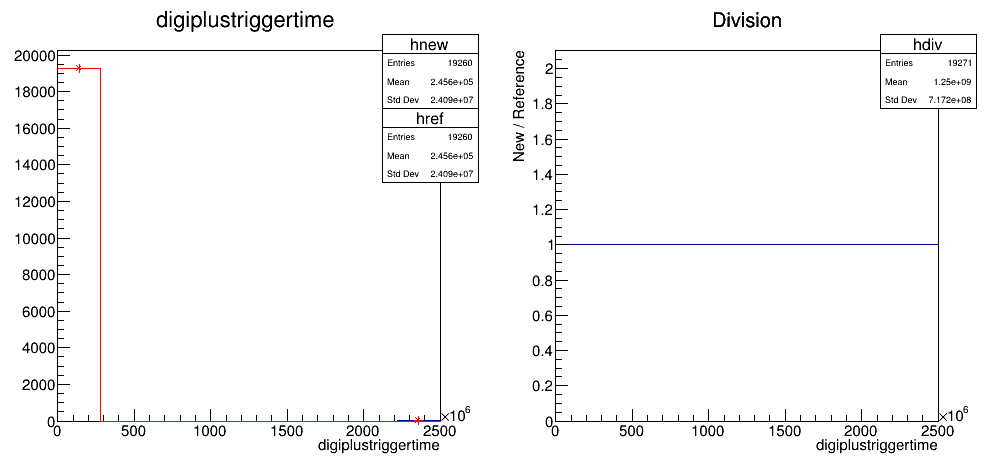 digiplustriggertime
hnew
Entries 19260
Mean 2.456e+05
Std Dev 2.409e+07
href
Entries 19260
Mean 2.456e+05
Std Dev 2.409e+07
20000
18000
16000
14000
12000
10000
8000
6000
4000
2000
0
0 500 1000 1500 2000 2500
×10^6
digiplustriggertime
Division
hdiv
Entries 19271
Mean 1.25e+09
Std Dev 7.172e+08
New / Reference
2
1.8
1.6
1.4
1.2
1
0.8
0.6
0.4
0.2
0
0 500 1000 1500 2000 2500
×10^6
digiplustriggertime